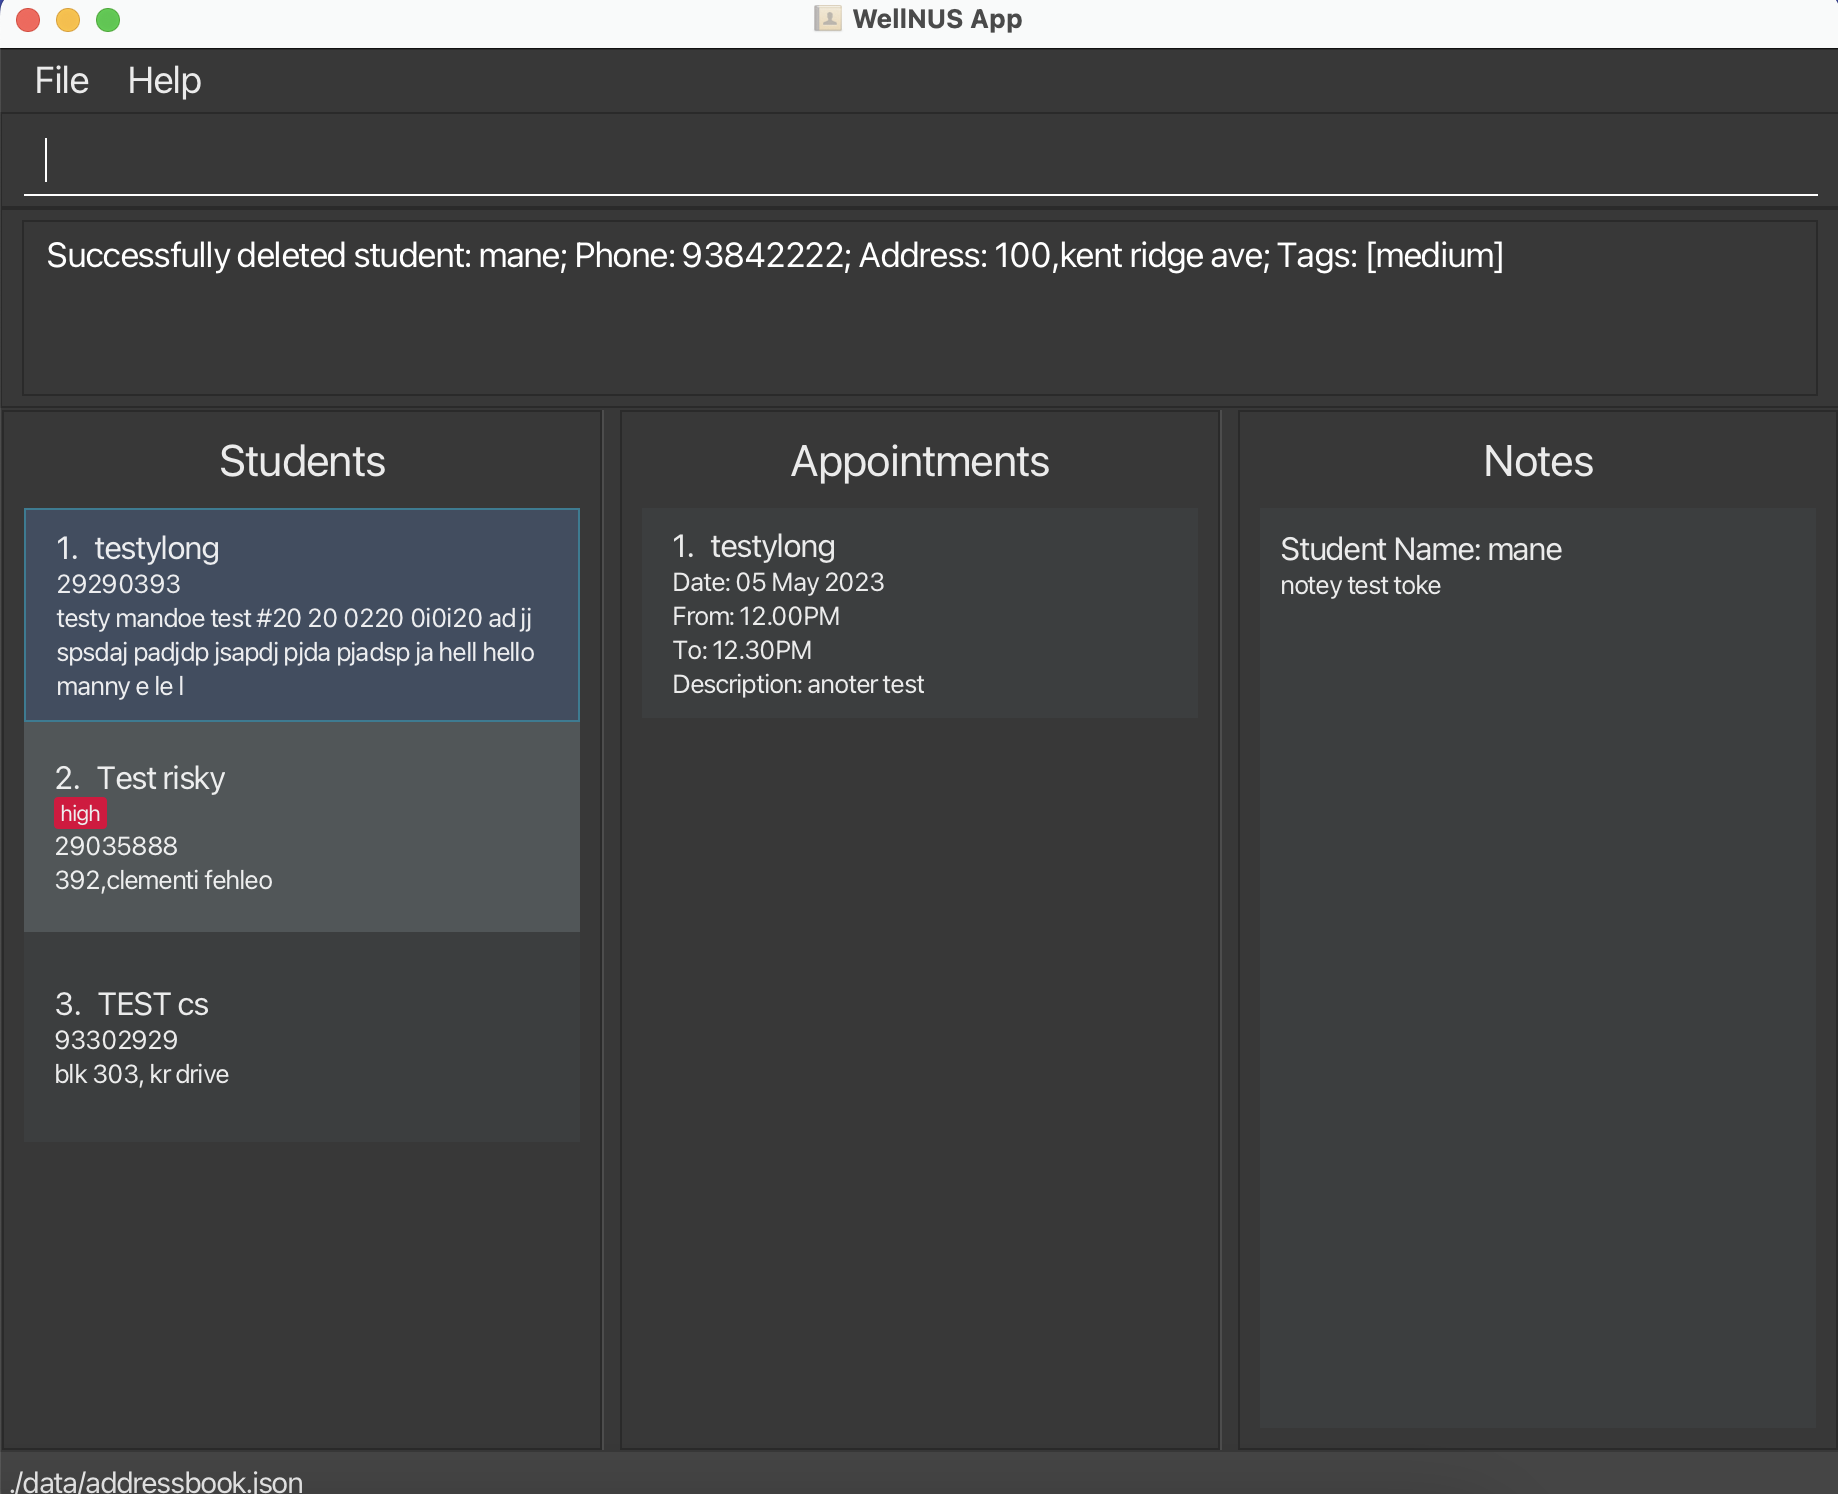 WellNUS App
File Help
Successfully deleted student: mane; Phone: 93842222; Address: 100,kent ridge ave; Tags: [medium]
Students
1. testylong
29290393
testy mandoe test #20 20 0220 0i0i20 ad jj
spsdaj padjdp jsapdj pjda pjadsp ja hell hello
manny e le l
2. Test risky
high
29035888
392,clementi fehleo
3. TEST cs
93302929
blk 303, kr drive
Appointments
1. testylong
Date: 05 May 2023
From: 12.00PM
To: 12.30PM
Description: anoter test
Notes
Student Name: mane
notey test toke
./data/addressbook.json